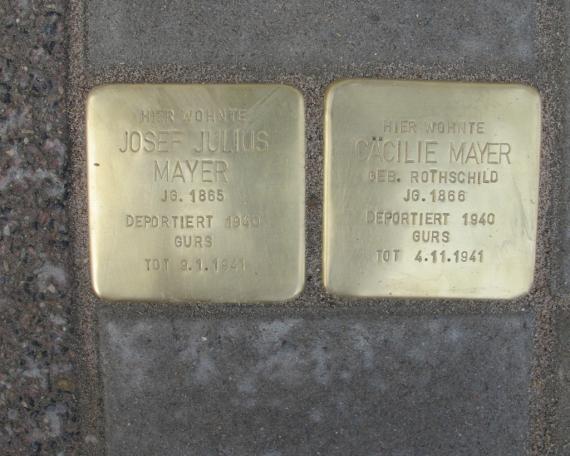 HIER WOHNTE
JOSEF JULIUS
MAYER
JG. 1865
DEPORTIERT 1940
GURS
TOT 9.1.1941
HIER WOHNTE
CÄCILIE MAYER
GEB. ROTHSCHILD
JG. 1866
DEPORTIERT 1940
GURS
TOT 4.11.1941